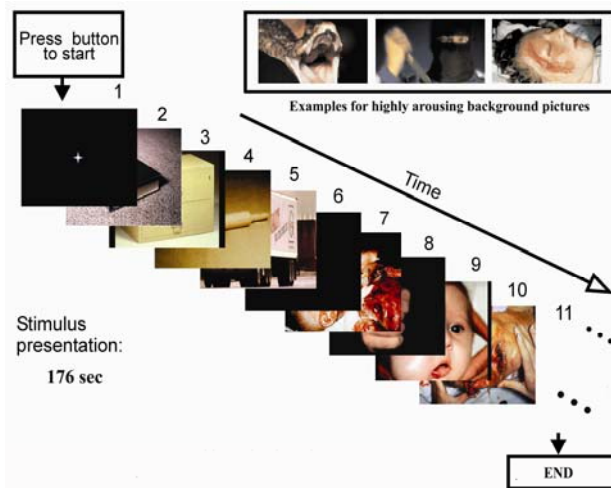 Press button
to start
Examples for highly arousing background pictures
1
2
3
4
5
6
7
8
9
10
11
Time
Stimulus
presentation:
176 sec
END